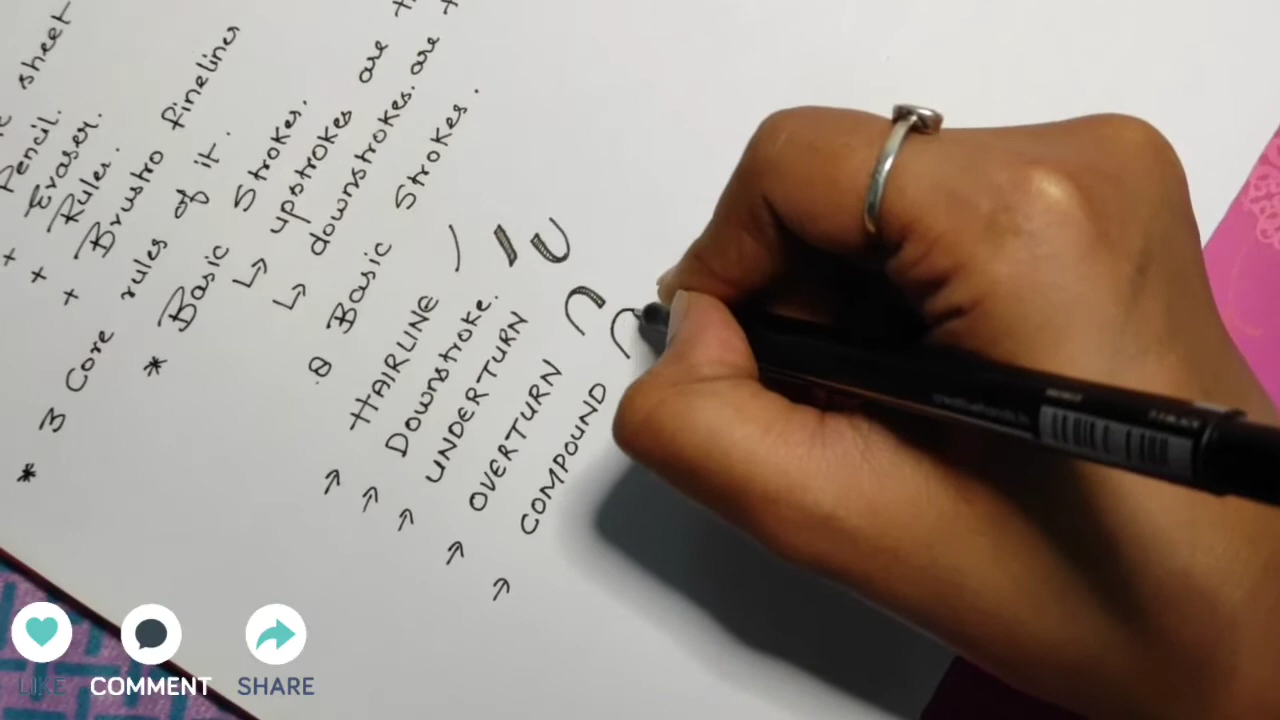 sheet
Pencil.
+ Eraser.
+ Ruler.
+ Brustro fineliner
* 3 Core rules of it.
* Basic Strokes.
↳ upstrokes are
↳ downstrokes. are
8 Basic Strokes.
→ HAIRLINE
→ Downstroke.
→ UNDERTURN
→ OVERTURN
→ COMPOUND
LIKE COMMENT SHARE